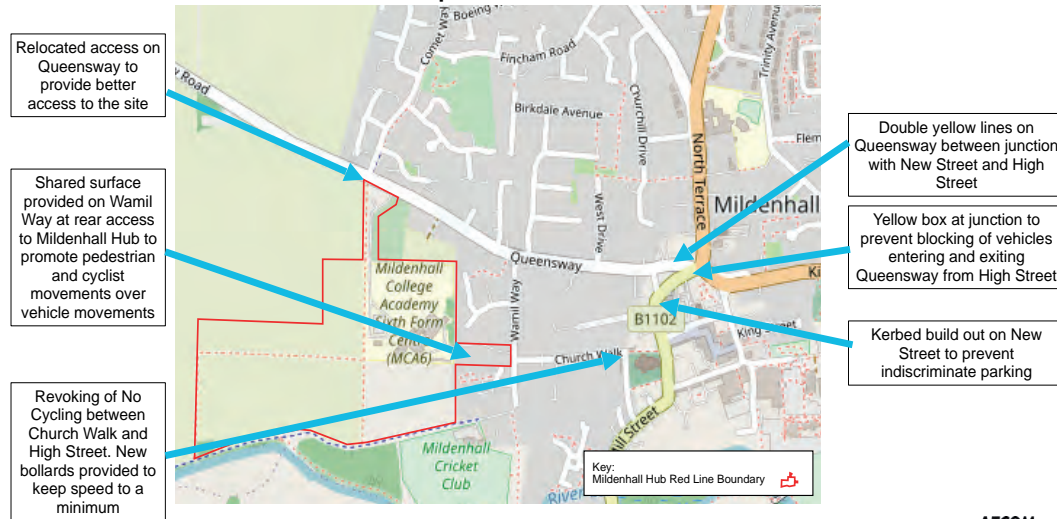 Relocated access on
Queensway to
provide better
access to the site
Shared surface
provided on Wamil
Way at rear access
to Mildenhall Hub to
promote pedestrian
and cyclist
movements over
vehicle movements
Revoking of No
Cycling between
Church Walk and
High Street. New
bollards provided to
keep speed to a
minimum
Boeing W
Comet Way
Fincham Road
Birkdale Avenue
Churchill Drive
North Terrace
Trinity Avenu
Flem
y Road
West Drive
Mildenhall
Queensway
Ki
Mildenhall
College
Academy
Sixth Form
Centre
(MCA6)
Wamil Way
B1102
King Street
Church Walk
ill Street
Mildenhall
Cricket
Club
River
Key:
Mildenhall Hub Red Line Boundary
Double yellow lines on
Queensway between junction
with New Street and High
Street
Yellow box at junction to
prevent blocking of vehicles
entering and exiting
Queensway from High Street
Kerbed build out on New
Street to prevent
indiscriminate parking